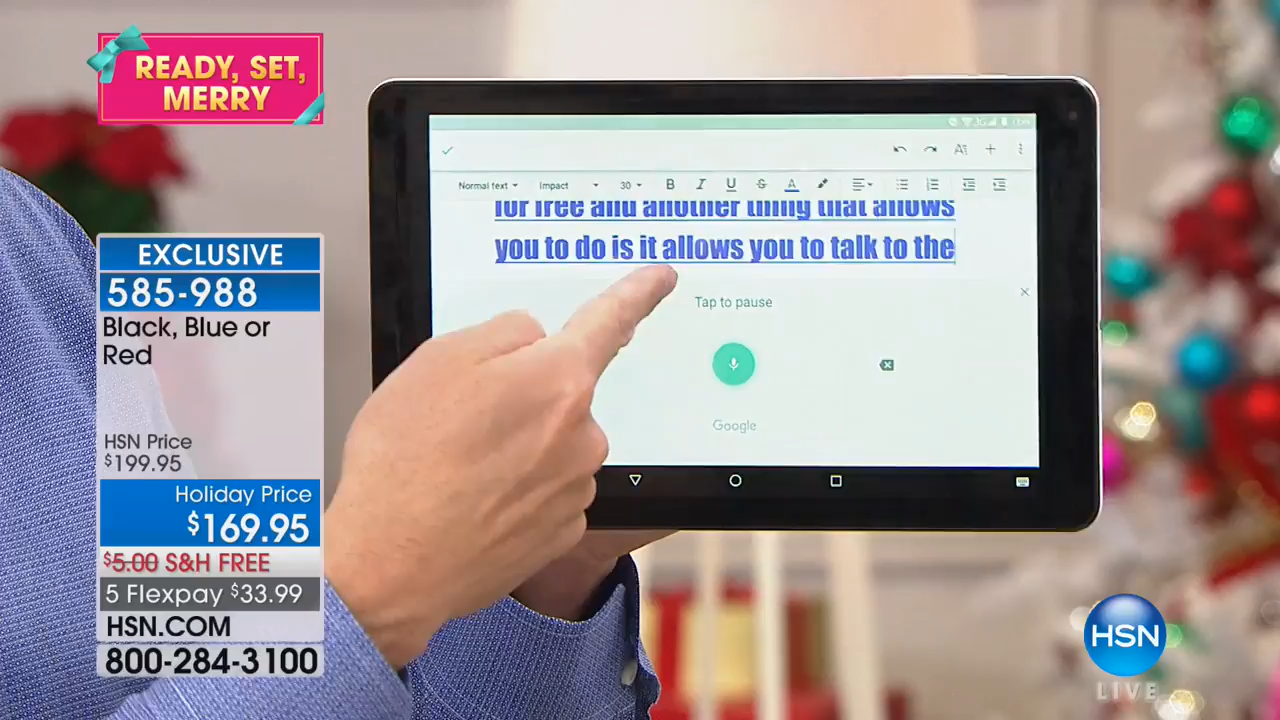 READY, SET,
MERRY
EXCLUSIVE
585-988
Black, Blue or
Red
HSN Price
$199.95
Holiday Price
$169.95
$5.00 S&H FREE
5 Flexpay $33.99
HSN.COM
800-284-3100
Normal text
Impact
30
B I U S A
for free and another thing that allows
you to do is it allows you to talk to the
Tap to pause
Google
HSN
LIVE